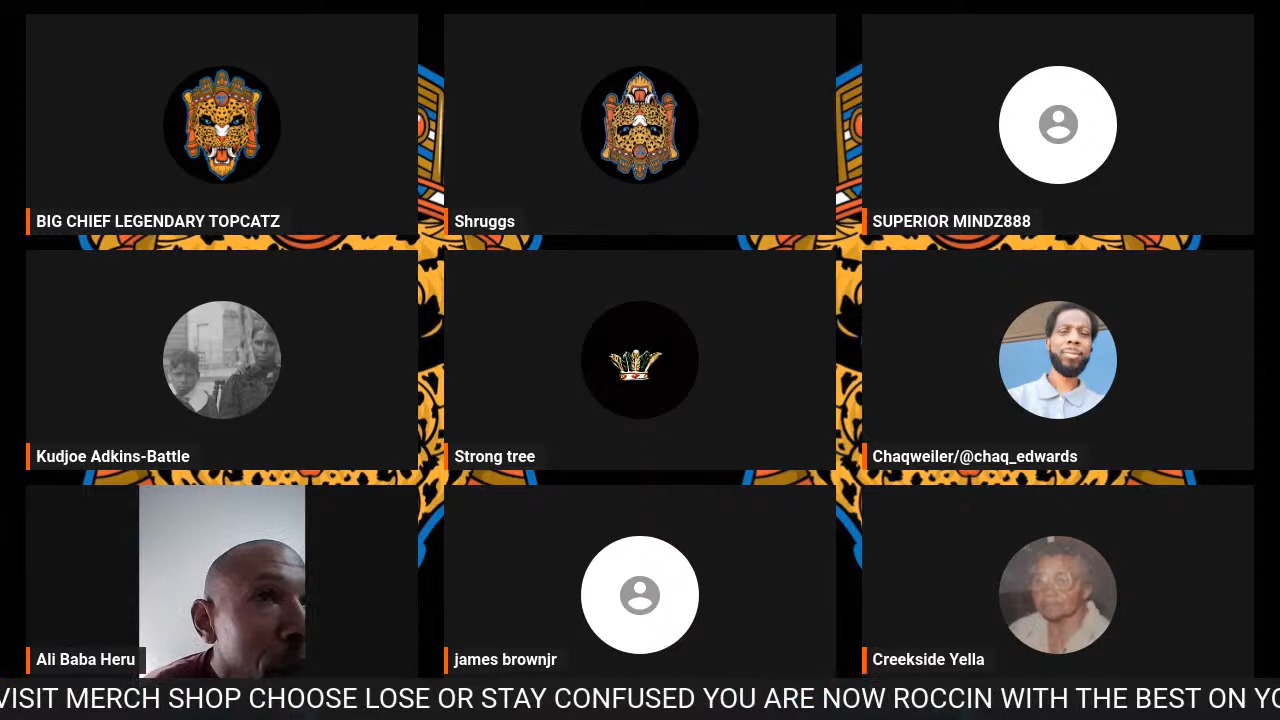 BIG CHIEF LEGENDARY TOPCATZ
Shruggs
SUPERIOR MINDZ888
Kudjoe Adkins-Battle
Strong tree
Chaqweiler/@chaq_edwards
Ali Baba Heru
james brownjr
Creekside Yella
VISIT MERCH SHOP CHOOSE LOSE OR STAY CONFUSED YOU ARE NOW ROCCIN WITH THE BEST ON YO